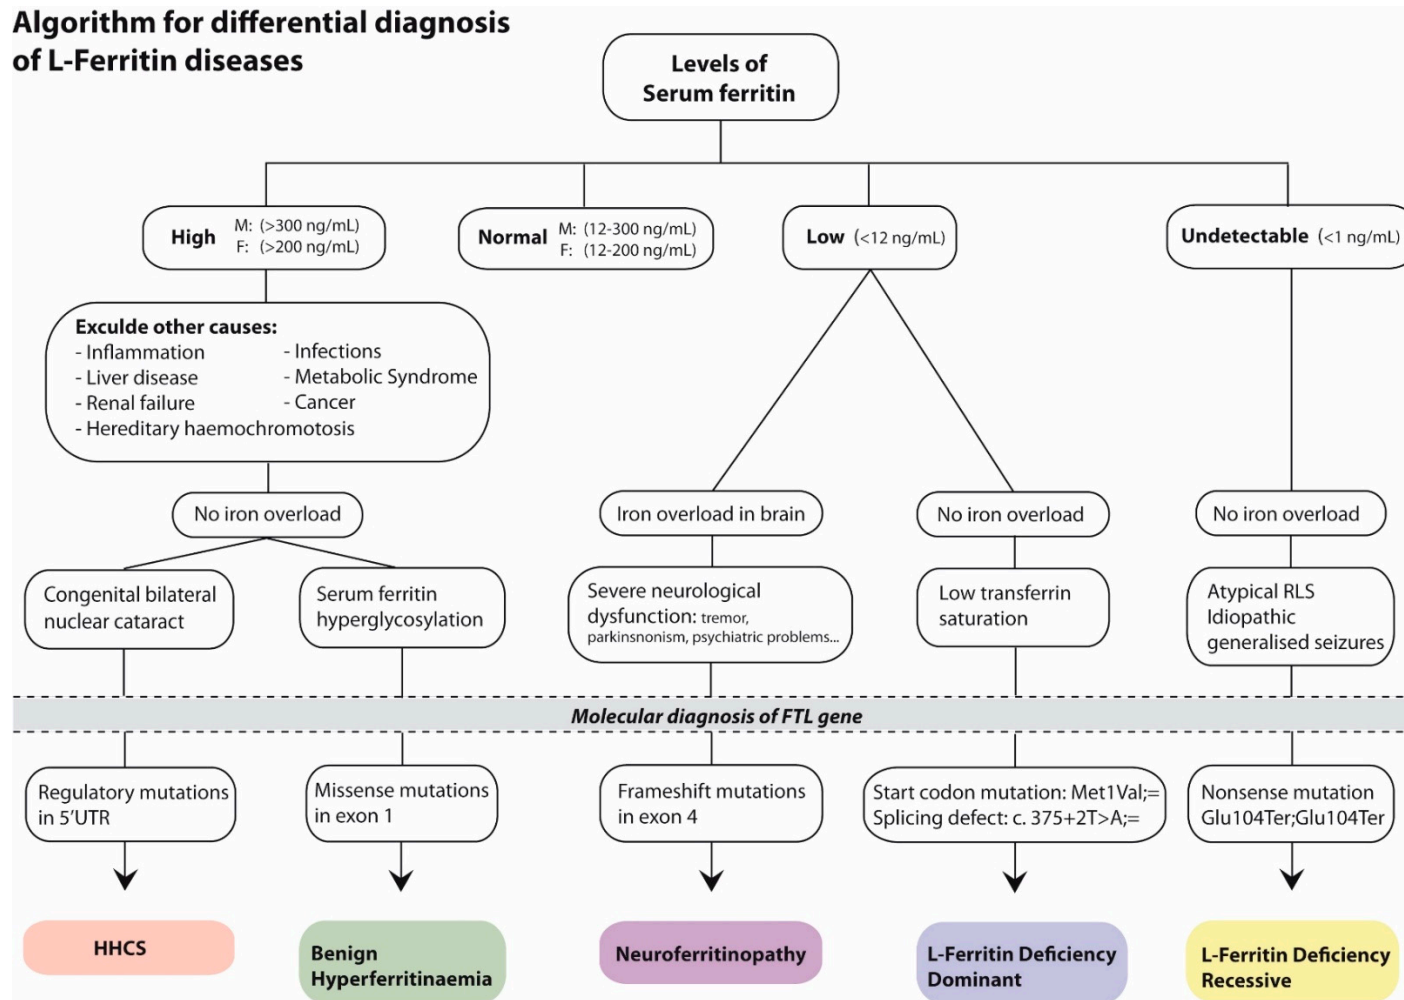 Algorithm for differential diagnosis
of L-Ferritin diseases
Levels of
Serum ferritin
High M: (>300 ng/mL)
F: (>200 ng/mL)
Normal M: (12-300 ng/mL)
F: (12-200 ng/mL)
Low (<12 ng/mL)
Undetectable (<1 ng/mL)
Exculde other causes:
- Inflammation - Infections
- Liver disease - Metabolic Syndrome
- Renal failure - Cancer
- Hereditary haemochromotosis
No iron overload
Iron overload in brain
No iron overload
No iron overload
Congenital bilateral
nuclear cataract
Serum ferritin
hyperglycosylation
Severe neurological
dysfunction: tremor,
parkinsnonism, psychiatric problems...
Low transferrin
saturation
Atypical RLS
Idiopathic
generalised seizures
Molecular diagnosis of FTL gene
Regulatory mutations
in 5'UTR
Missense mutations
in exon 1
Frameshift mutations
in exon 4
Start codon mutation: Met1Val;=
Splicing defect: c. 375+2T>A;=
Nonsense mutation
Glu104Ter;Glu104Ter
HHCS
Benign
Hyperferritinaemia
Neuroferritinopathy
L-Ferritin Deficiency
Dominant
L-Ferritin Deficiency
Recessive